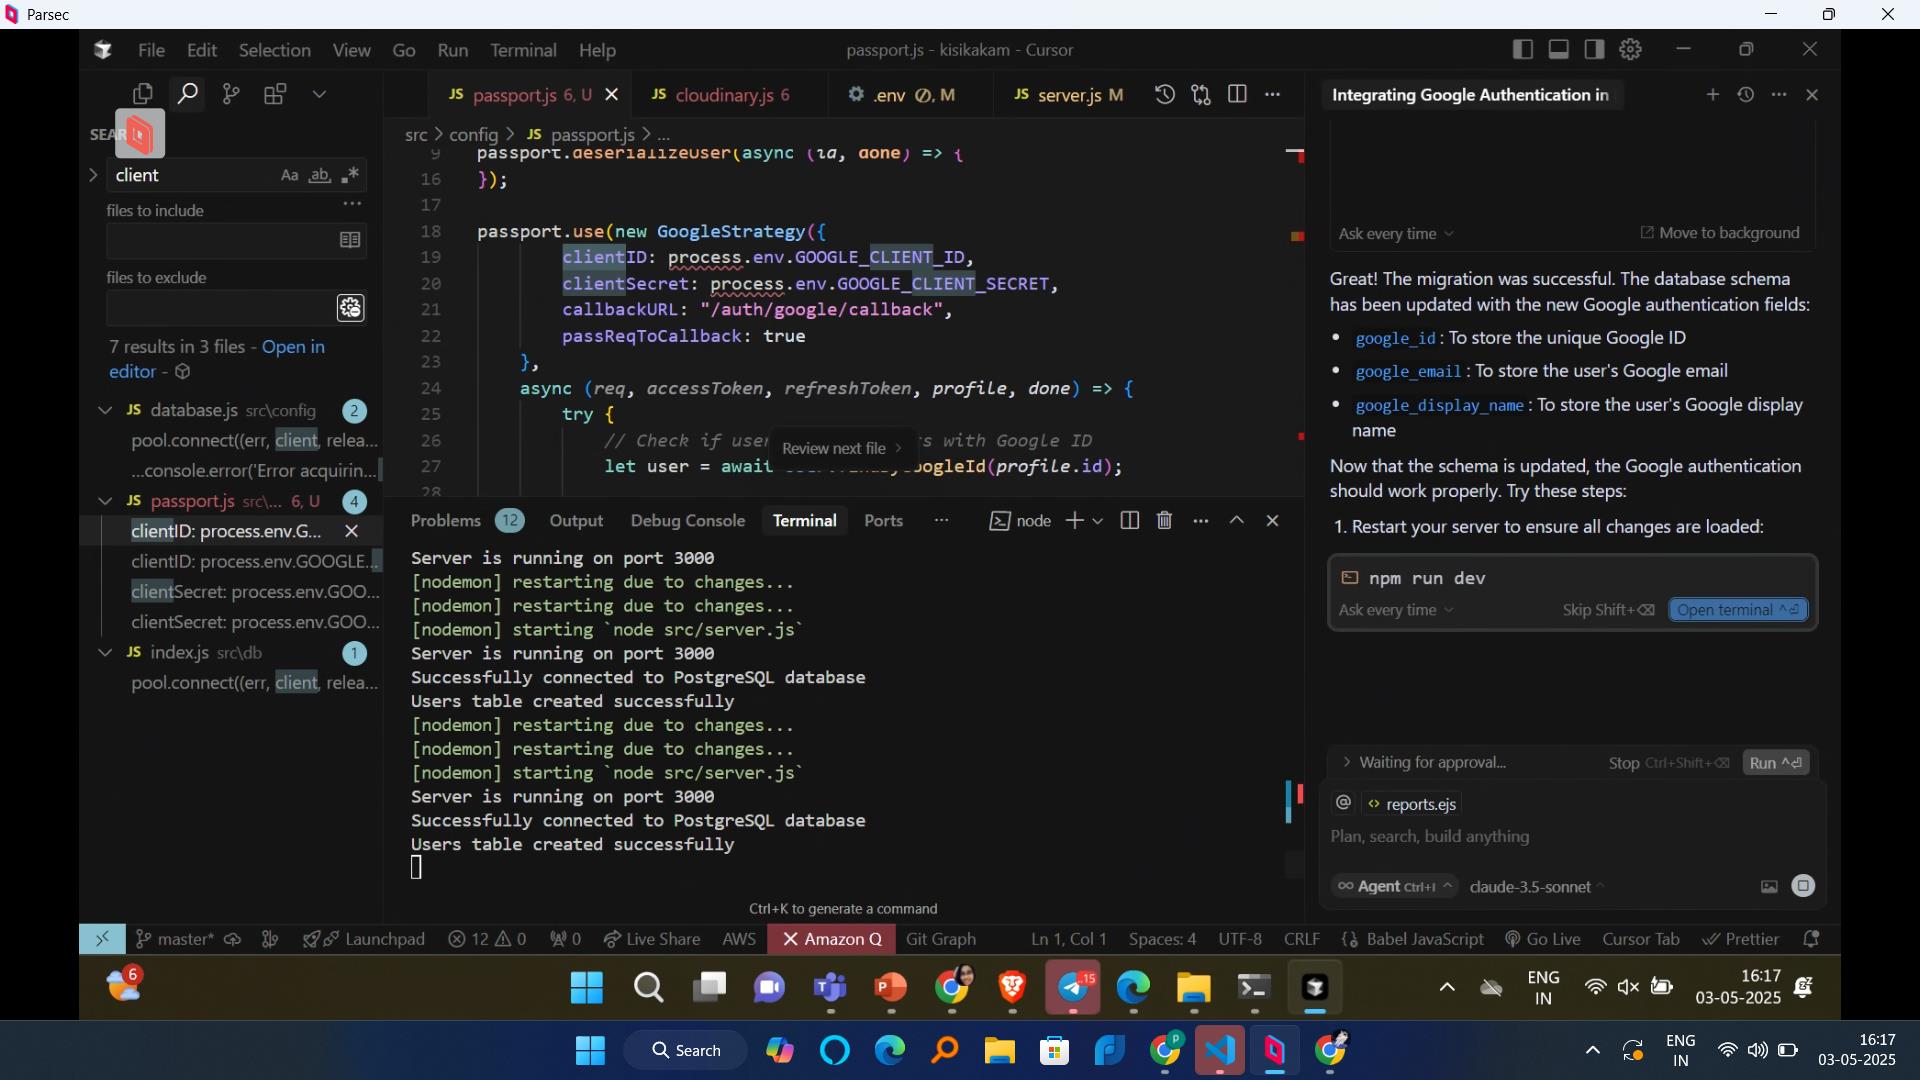 Parsec
File Edit Selection View Go Run Terminal Help
passport.js - kisikakam - Cursor
JS passport.js 6, U
JS cloudinary.js 6
.env M
JS server.js M
Integrating Google Authentication in
SEAR
client
Aa ab
files to include
files to exclude
7 results in 3 files - Open in
editor -
JS database.js src\config 2
pool.connect((err, client, relea...
...console.error('Error acquirin...
JS passport.js src\... 6, U 4
clientID: process.env.G...
clientID: process.env.GOOGLE...
clientSecret: process.env.GOO...
clientSecret: process.env.GOO...
JS index.js src\db 1
pool.connect((err, client, relea...
src > config > JS passport.js > ...
9 passport.deserializeUser(async (id, done) => {
16 });
17
18 passport.use(new GoogleStrategy({
19 clientID: process.env.GOOGLE_CLIENT_ID,
20 clientSecret: process.env.GOOGLE_CLIENT_SECRET,
21 callbackURL: "/auth/google/callback",
22 passReqToCallback: true
23 },
24 async (req, accessToken, refreshToken, profile, done) => {
25 try {
26 // Check if use s with Google ID
Review next file >
27 let user = await oogleId(profile.id);
28
Problems 12 Output Debug Console Terminal Ports ... node
Server is running on port 3000
[nodemon] restarting due to changes...
[nodemon] restarting due to changes...
[nodemon] starting `node src/server.js`
Server is running on port 3000
Successfully connected to PostgreSQL database
Users table created successfully
[nodemon] restarting due to changes...
[nodemon] restarting due to changes...
[nodemon] starting `node src/server.js`
Server is running on port 3000
Successfully connected to PostgreSQL database
Users table created successfully
Ctrl+K to generate a command
Ask every time
Move to background
Great! The migration was successful. The database schema
has been updated with the new Google authentication fields:
• google_id : To store the unique Google ID
• google_email : To store the user's Google email
• google_display_name : To store the user's Google display
name
Now that the schema is updated, the Google authentication
should work properly. Try these steps:
1. Restart your server to ensure all changes are loaded:
npm run dev
Ask every time Skip Shift+⌫ Open terminal ^⏎
> Waiting for approval... Stop Ctrl+Shift+⌫ Run ^⏎
@ <> reports.ejs
Plan, search, build anything
∞ Agent Ctrl+I ^ claude-3.5-sonnet ^
master* Launchpad 12 0 0 Live Share AWS Amazon Q Git Graph Ln 1, Col 1 Spaces: 4 UTF-8 CRLF {} Babel JavaScript Go Live Cursor Tab Prettier
6
15
ENG
IN
16:17
03-05-2025
Search
P
ENG
IN
16:17
03-05-2025